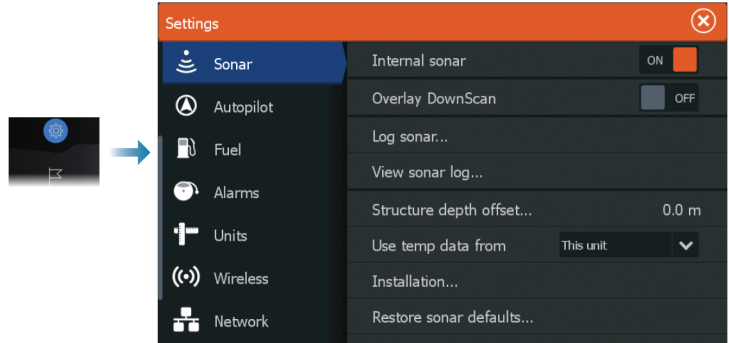 Settings
Sonar
Autopilot
Fuel
Alarms
Units
Wireless
Network
Internal sonar ON
Overlay DownScan OFF
Log sonar...
View sonar log...
Structure depth offset... 0.0 m
Use temp data from This unit
Installation...
Restore sonar defaults...